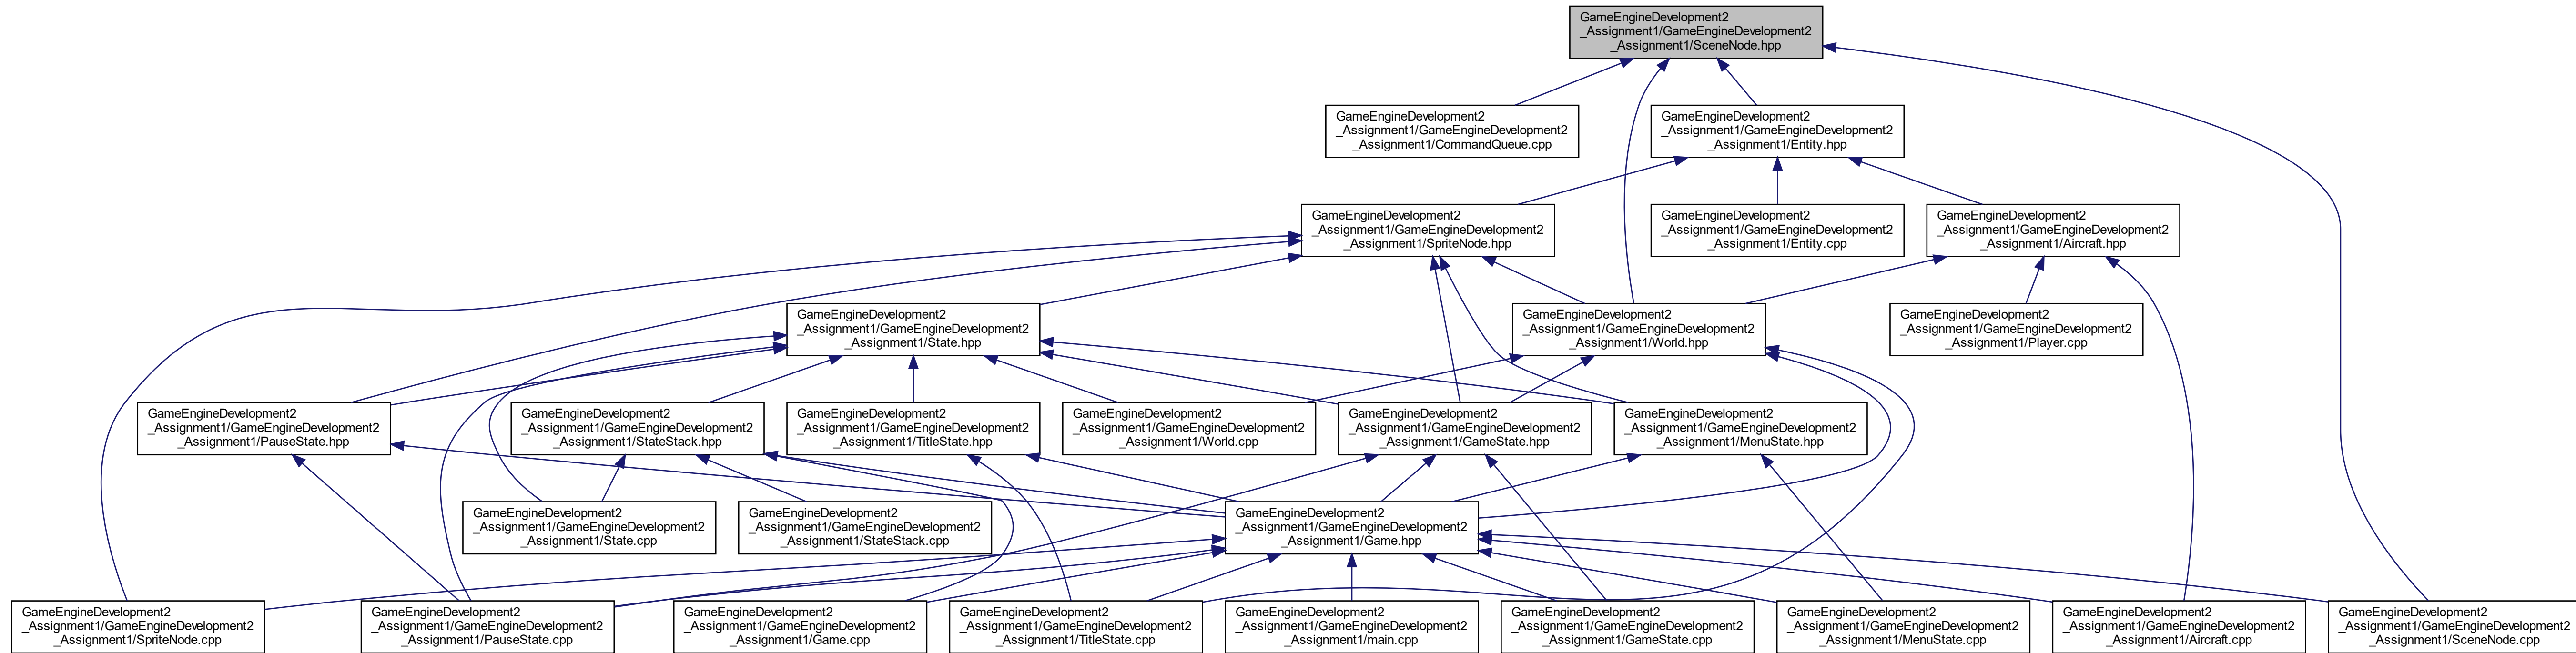 GameEngineDevelopment2
_Assignment1/GameEngineDevelopment2
_Assignment1/SceneNode.hpp
GameEngineDevelopment2
_Assignment1/GameEngineDevelopment2
_Assignment1/CommandQueue.cpp
GameEngineDevelopment2
_Assignment1/GameEngineDevelopment2
_Assignment1/Entity.hpp
GameEngineDevelopment2
_Assignment1/GameEngineDevelopment2
_Assignment1/SpriteNode.hpp
GameEngineDevelopment2
_Assignment1/GameEngineDevelopment2
_Assignment1/Entity.cpp
GameEngineDevelopment2
_Assignment1/GameEngineDevelopment2
_Assignment1/Aircraft.hpp
GameEngineDevelopment2
_Assignment1/GameEngineDevelopment2
_Assignment1/State.hpp
GameEngineDevelopment2
_Assignment1/GameEngineDevelopment2
_Assignment1/World.hpp
GameEngineDevelopment2
_Assignment1/GameEngineDevelopment2
_Assignment1/Player.cpp
GameEngineDevelopment2
_Assignment1/GameEngineDevelopment2
_Assignment1/PauseState.hpp
GameEngineDevelopment2
_Assignment1/GameEngineDevelopment2
_Assignment1/StateStack.hpp
GameEngineDevelopment2
_Assignment1/GameEngineDevelopment2
_Assignment1/TitleState.hpp
GameEngineDevelopment2
_Assignment1/GameEngineDevelopment2
_Assignment1/World.cpp
GameEngineDevelopment2
_Assignment1/GameEngineDevelopment2
_Assignment1/GameState.hpp
GameEngineDevelopment2
_Assignment1/GameEngineDevelopment2
_Assignment1/MenuState.hpp
GameEngineDevelopment2
_Assignment1/GameEngineDevelopment2
_Assignment1/State.cpp
GameEngineDevelopment2
_Assignment1/GameEngineDevelopment2
_Assignment1/StateStack.cpp
GameEngineDevelopment2
_Assignment1/GameEngineDevelopment2
_Assignment1/Game.hpp
GameEngineDevelopment2
_Assignment1/GameEngineDevelopment2
_Assignment1/SpriteNode.cpp
GameEngineDevelopment2
_Assignment1/GameEngineDevelopment2
_Assignment1/PauseState.cpp
GameEngineDevelopment2
_Assignment1/GameEngineDevelopment2
_Assignment1/Game.cpp
GameEngineDevelopment2
_Assignment1/GameEngineDevelopment2
_Assignment1/TitleState.cpp
GameEngineDevelopment2
_Assignment1/GameEngineDevelopment2
_Assignment1/main.cpp
GameEngineDevelopment2
_Assignment1/GameEngineDevelopment2
_Assignment1/GameState.cpp
GameEngineDevelopment2
_Assignment1/GameEngineDevelopment2
_Assignment1/MenuState.cpp
GameEngineDevelopment2
_Assignment1/GameEngineDevelopment2
_Assignment1/Aircraft.cpp
GameEngineDevelopment2
_Assignment1/GameEngineDevelopment2
_Assignment1/SceneNode.cpp